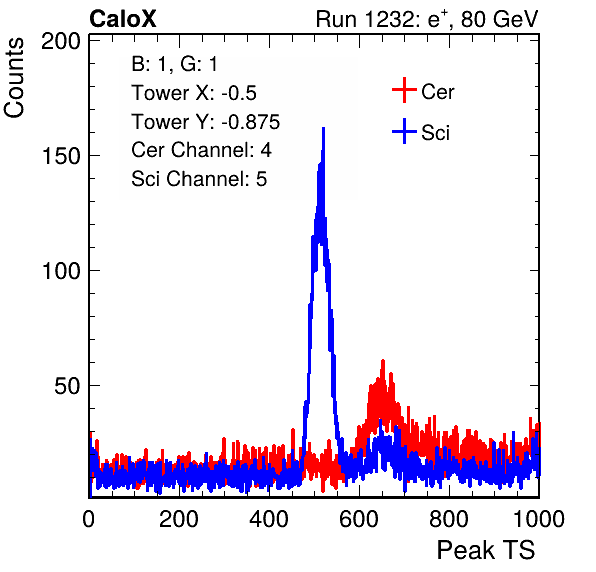 CaloX Run 1232: e⁺, 80 GeV
Counts
200
150
100
50
B: 1, G: 1
Tower X: -0.5
Tower Y: -0.875
Cer Channel: 4
Sci Channel: 5
Cer
Sci
0 200 400 600 800 1000
Peak TS